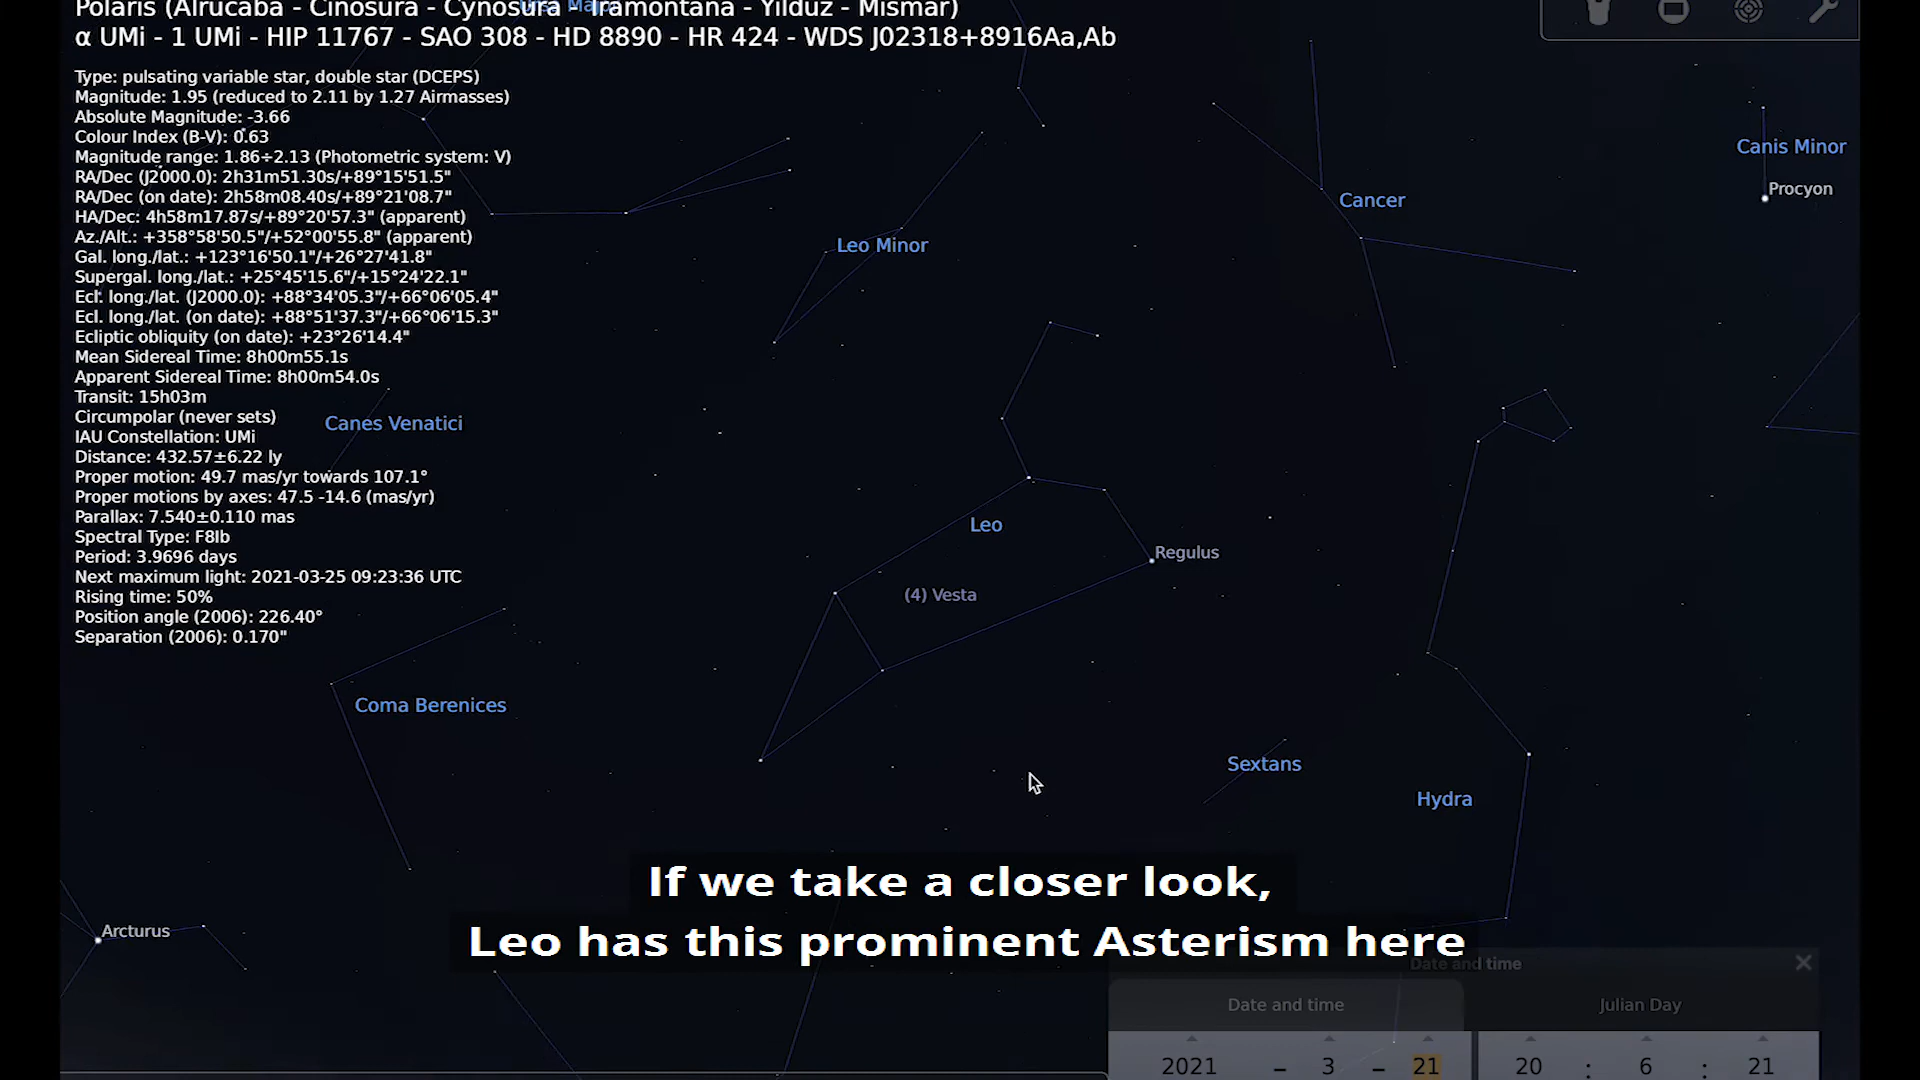 Ursa Major
Polaris (Alrucaba - Cinosura - Cynosura - Tramontana - Yilduz - Mismar)
α UMi - 1 UMi - HIP 11767 - SAO 308 - HD 8890 - HR 424 - WDS J02318+8916Aa,Ab
Type: pulsating variable star, double star (DCEPS)
Magnitude: 1.95 (reduced to 2.11 by 1.27 Airmasses)
Absolute Magnitude: -3.66
Colour Index (B-V): 0.63
Magnitude range: 1.86÷2.13 (Photometric system: V)
RA/Dec (J2000.0): 2h31m51.30s/+89°15'51.5"
RA/Dec (on date): 2h58m08.40s/+89°21'08.7"
HA/Dec: 4h58m17.87s/+89°20'57.3" (apparent)
Az./Alt.: +358°58'50.5"/+52°00'55.8" (apparent)
Gal. long./lat.: +123°16'50.1"/+26°27'41.8"
Supergal. long./lat.: +25°45'15.6"/+15°24'22.1"
Ecl. long./lat. (J2000.0): +88°34'05.3"/+66°06'05.4"
Ecl. long./lat. (on date): +88°51'37.3"/+66°06'15.3"
Ecliptic obliquity (on date): +23°26'14.4"
Mean Sidereal Time: 8h00m55.1s
Apparent Sidereal Time: 8h00m54.0s
Transit: 15h03m
Circumpolar (never sets)
IAU Constellation: UMi
Distance: 432.57±6.22 ly
Proper motion: 49.7 mas/yr towards 107.1°
Proper motions by axes: 47.5 -14.6 (mas/yr)
Parallax: 7.540±0.110 mas
Spectral Type: F8Ib
Period: 3.9696 days
Next maximum light: 2021-03-25 09:23:36 UTC
Rising time: 50%
Position angle (2006): 226.40°
Separation (2006): 0.170"
Canis Minor
Procyon
Cancer
Leo Minor
Canes Venatici
Leo
Regulus
(4) Vesta
Coma Berenices
Sextans
Hydra
Arcturus
If we take a closer look,
Leo has this prominent Asterism here
Date and time
Date and time
Julian Day
2021 - 3 - 21 20 : 6 : 21